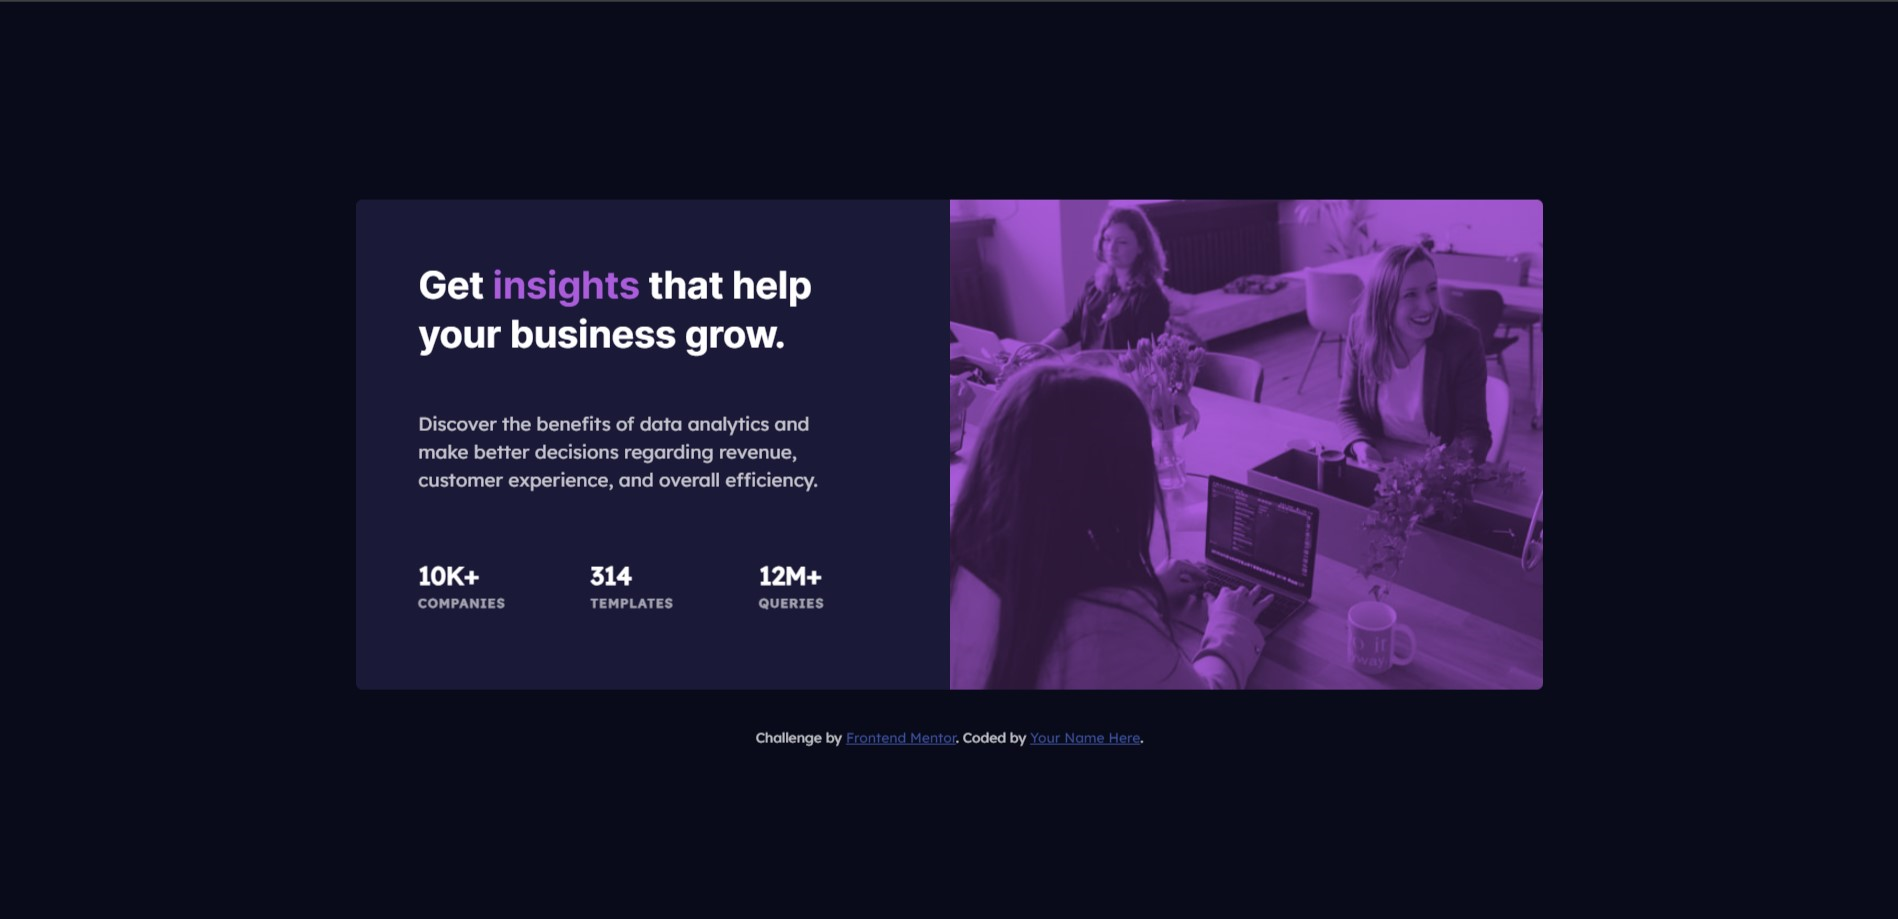 Get insights that help
your business grow.
Discover the benefits of data analytics and
make better decisions regarding revenue,
customer experience, and overall efficiency.
10K+
COMPANIES
314
TEMPLATES
12M+
QUERIES
Challenge by Frontend Mentor. Coded by Your Name Here.